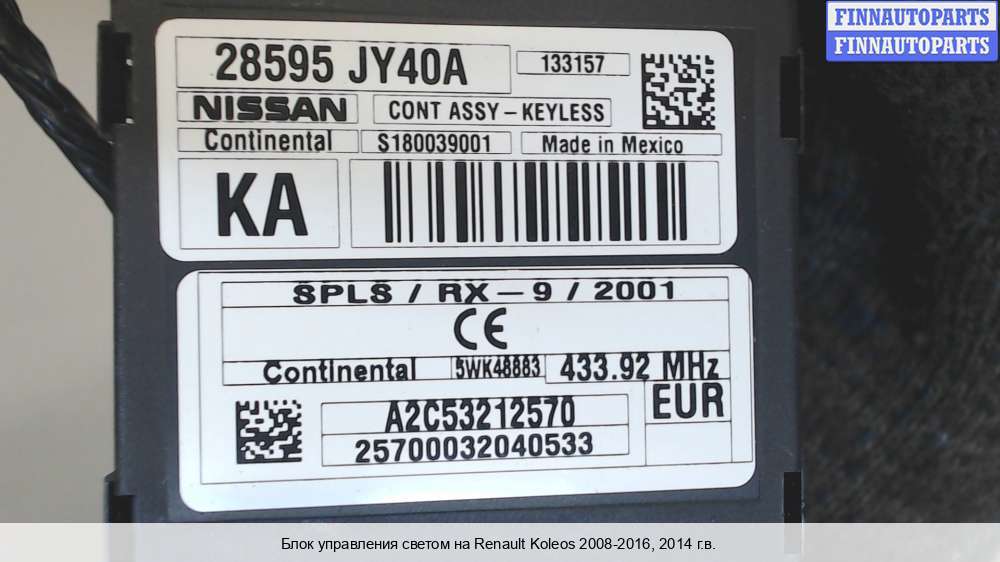 FINNAUTOPARTS
FINNAUTOPARTS
28595 JY40A
133157
NISSAN
CONT ASSY – KEYLESS
Continental
S180039001
Made in Mexico
KA
SPLS / RX – 9 / 2001
CE
Continental
5WK48883
433.92 MHz
A2C53212570
EUR
25700032040533
Блок управления светом на Renault Koleos 2008-2016, 2014 г.в.